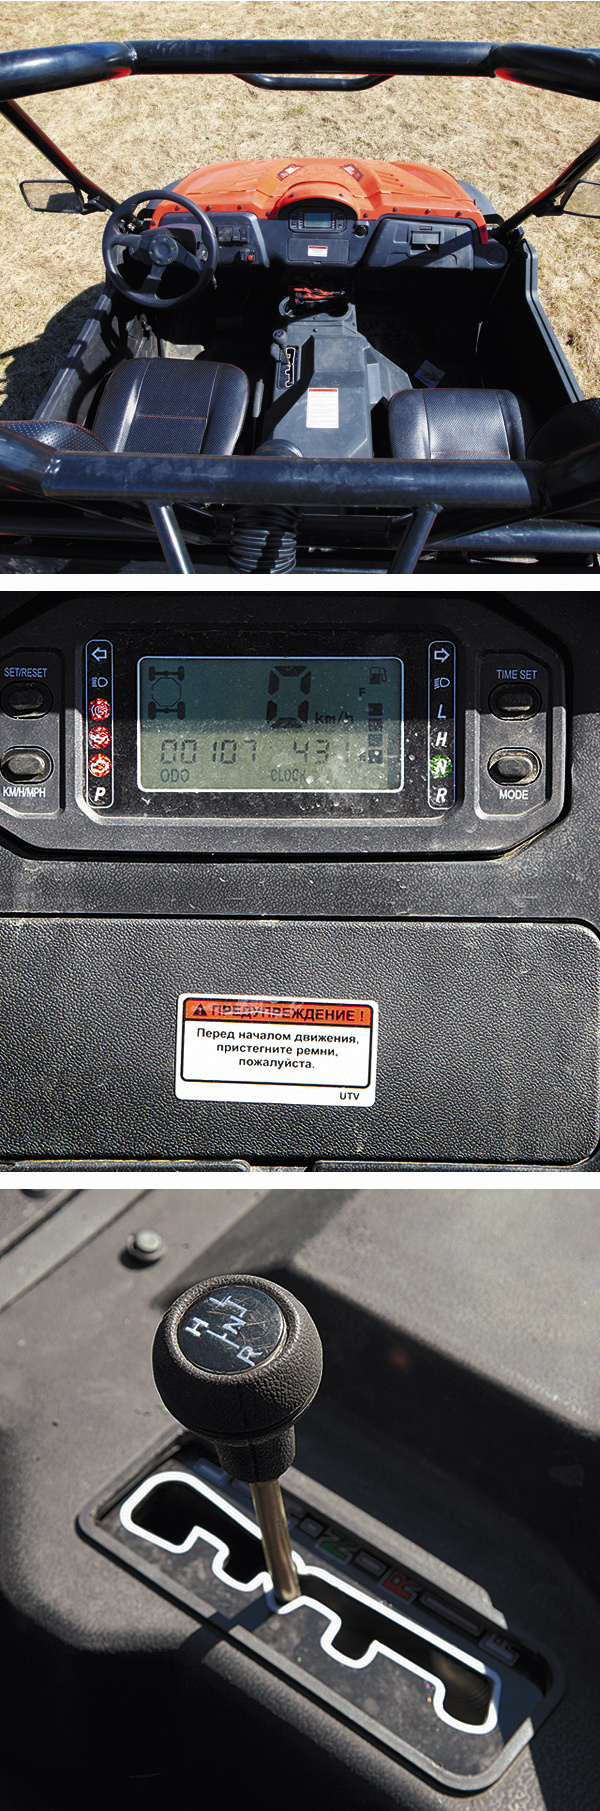 SET/RESET
KM/H/MPH
P
F
0
km/h
00107
ODO
CLOCK
L
H
N
R
TIME SET
MODE
ПРЕДУПРЕЖДЕНИЕ !
Перед началом движения,
пристегните ремни,
пожалуйста.
UTV
H
N
R
N
R